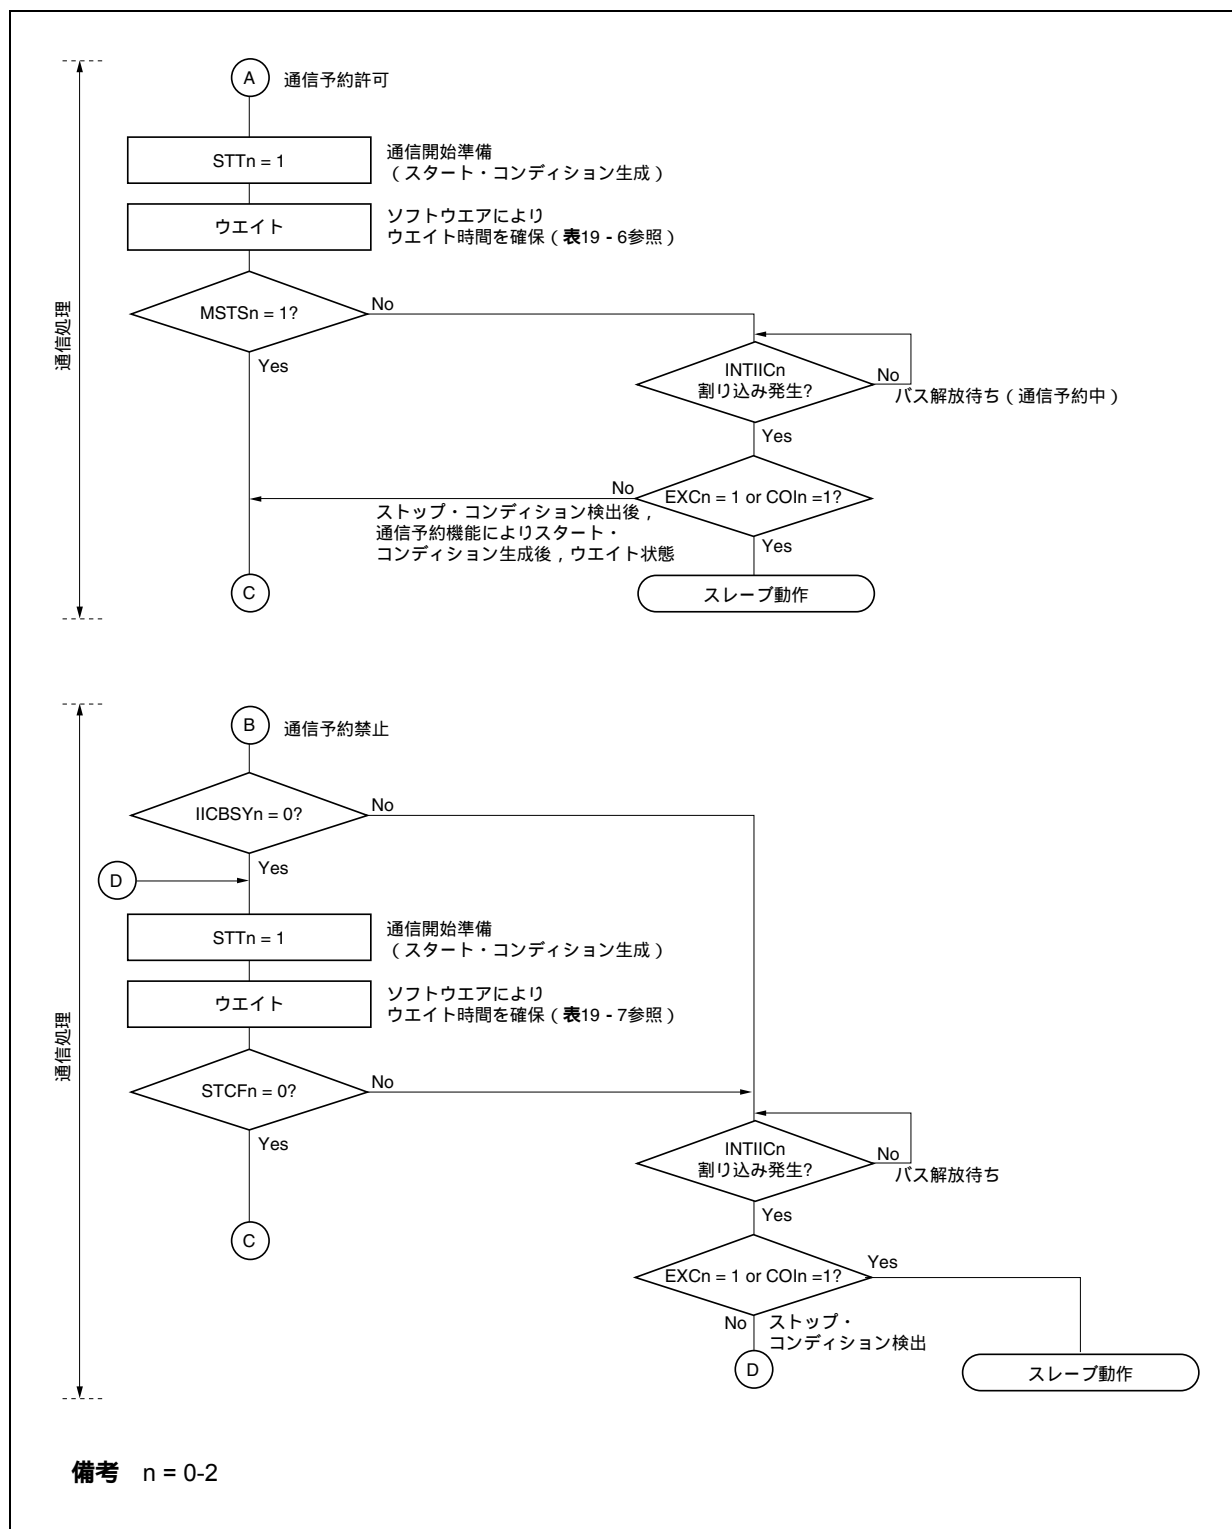 A 通信予約許可
STTn = 1
通信開始準備
（スタート・コンディション生成）
ウエイト
ソフトウエアにより
ウエイト時間を確保（表19 - 6参照）
MSTSn = 1?
No
Yes
通信処理
INTIICn
割り込み発生?
No
バス解放待ち（通信予約中）
Yes
EXCn = 1 or COIn =1?
No
ストップ・コンディション検出後，
通信予約機能によりスタート・
コンディション生成後，ウエイト状態
Yes
C
スレーブ動作
B 通信予約禁止
IICBSYn = 0?
No
Yes
D
STTn = 1
通信開始準備
（スタート・コンディション生成）
ウエイト
ソフトウエアにより
ウエイト時間を確保（表19 - 7参照）
通信処理
STCFn = 0?
No
Yes
INTIICn
割り込み発生?
No
バス解放待ち
Yes
C
EXCn = 1 or COIn =1?
Yes
No
ストップ・
コンディション検出
D
スレーブ動作
備考 n = 0-2